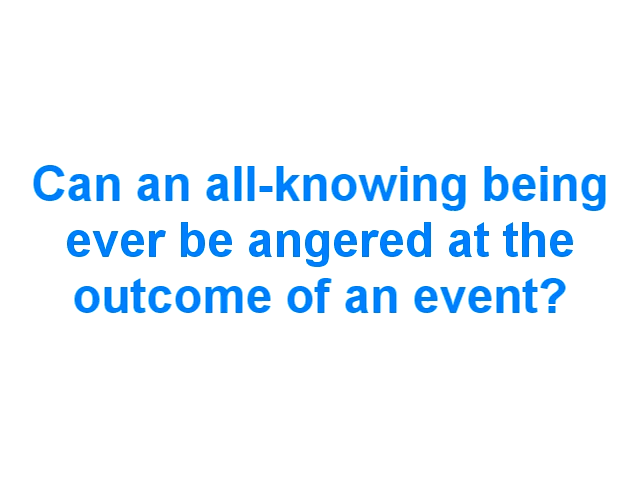 Can an all-knowing being
ever be angered at the
outcome of an event?